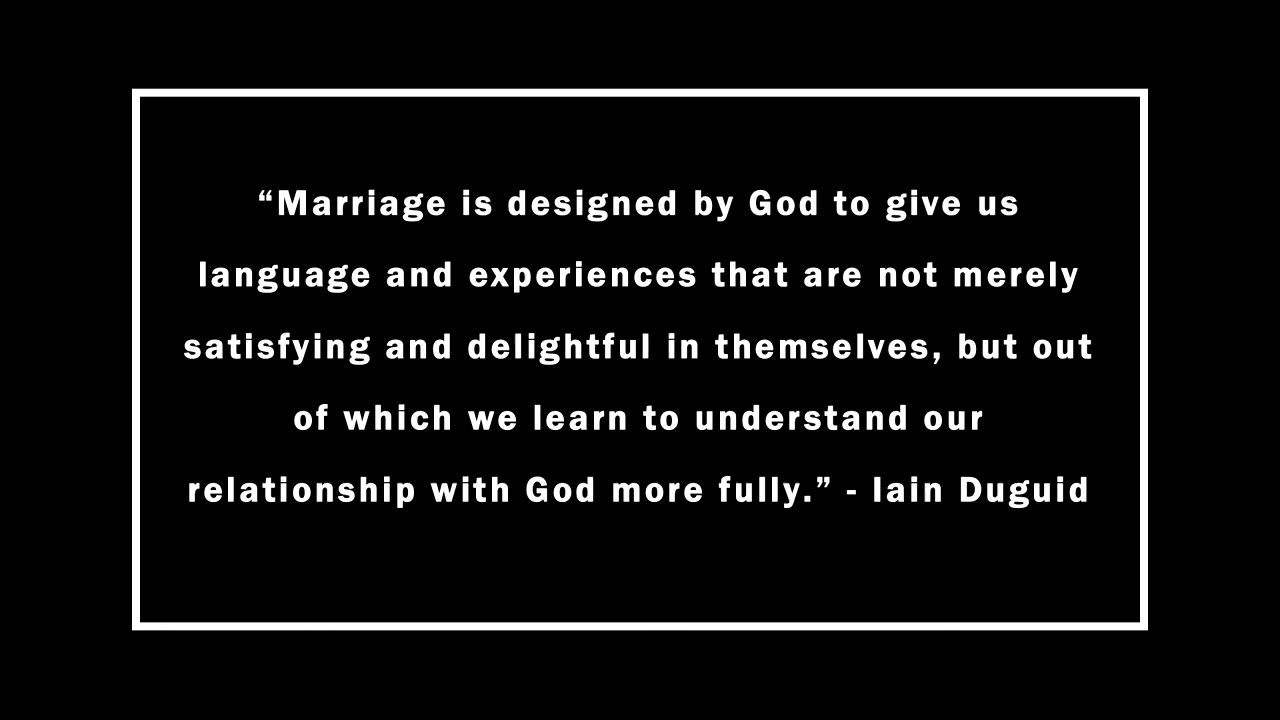 “Marriage is designed by God to give us
language and experiences that are not merely
satisfying and delightful in themselves, but out
of which we learn to understand our
relationship with God more fully.” - Iain Duguid